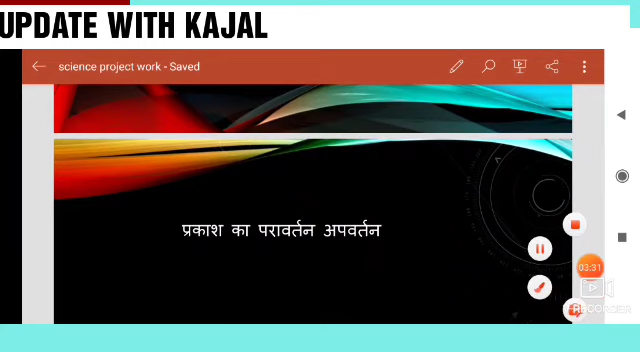 UPDATE WITH KAJAL
science project work - Saved
प्रकाश का परावर्तन अपवर्तन
03:31
RECORDER